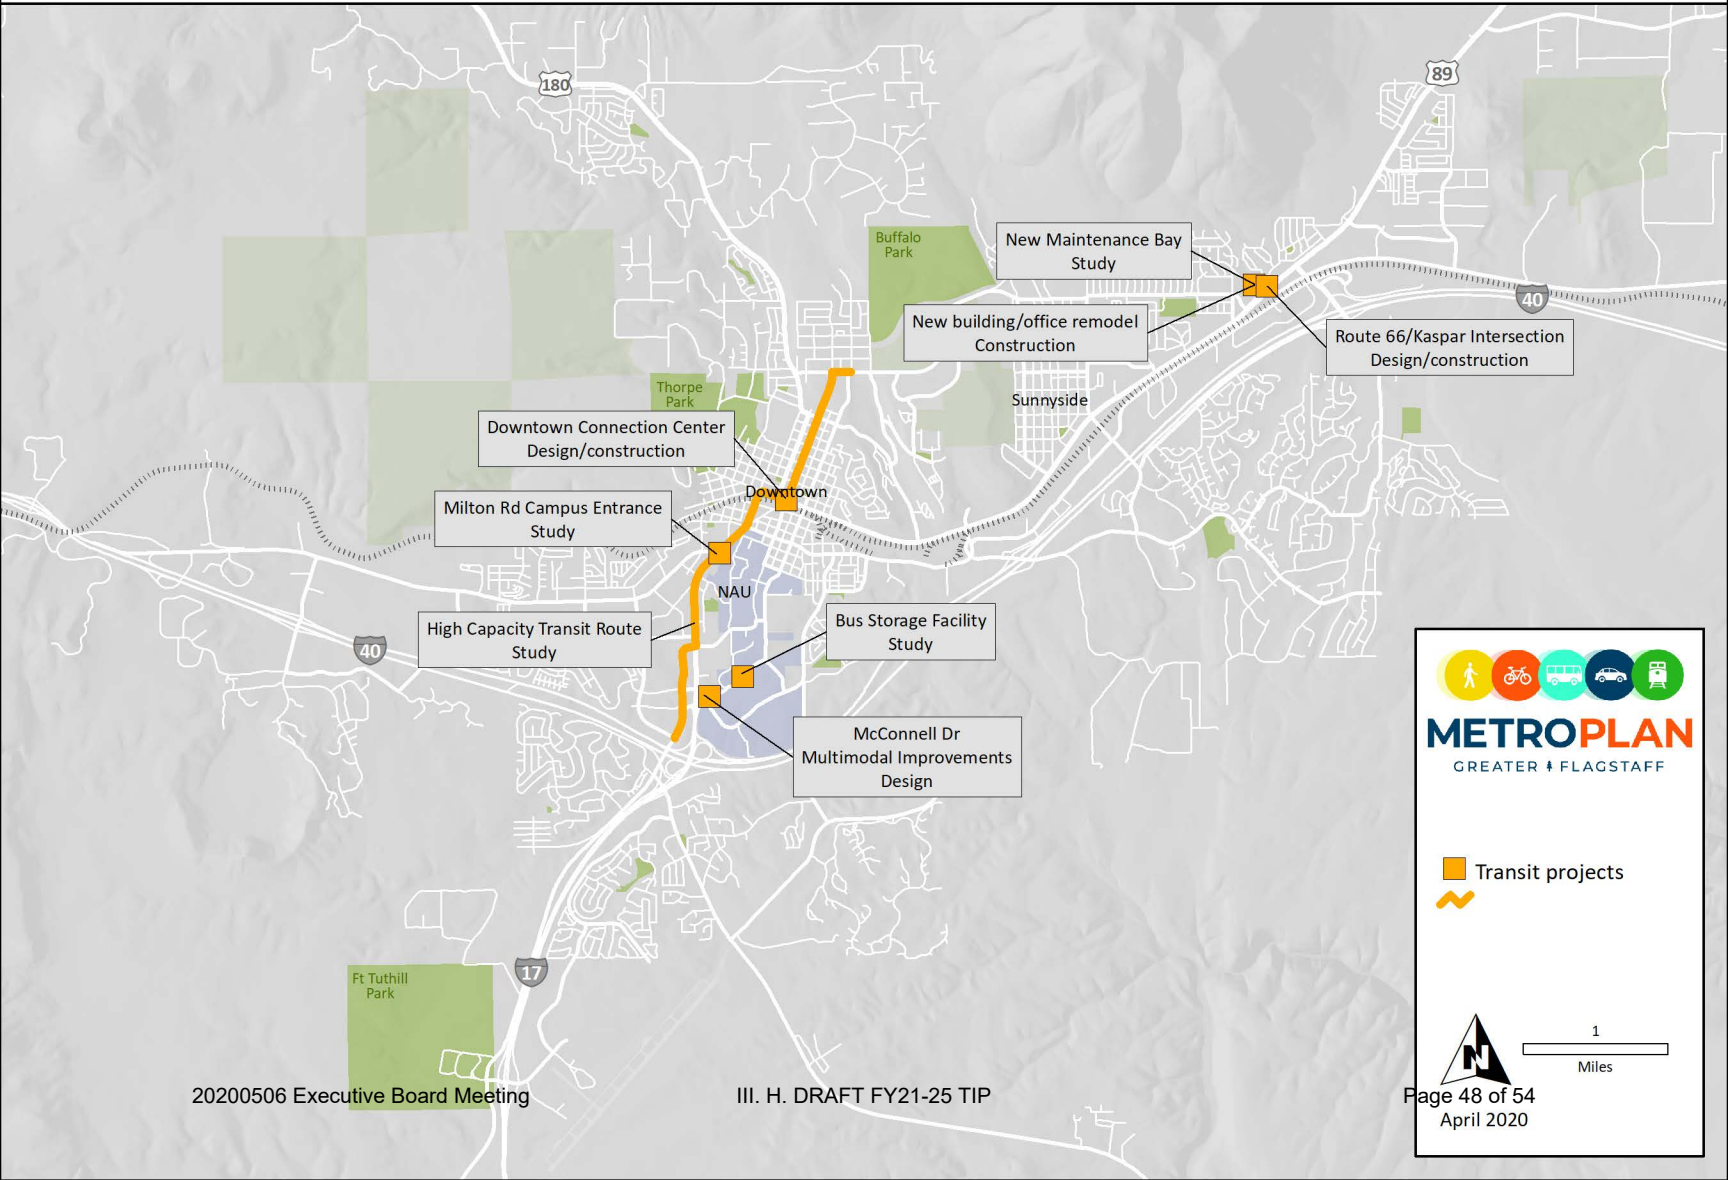 180
89
Buffalo
Park
New Maintenance Bay
Study
40
New building/office remodel
Construction
Route 66/Kaspar Intersection
Design/construction
Thorpe
Park
Sunnyside
Downtown Connection Center
Design/construction
Downtown
Milton Rd Campus Entrance
Study
NAU
High Capacity Transit Route
Study
Bus Storage Facility
Study
40
McConnell Dr
Multimodal Improvements
Design
METROPLAN
GREATER FLAGSTAFF
Transit projects
17
Ft Tuthill
Park
N
1
Miles
20200506 Executive Board Meeting
III. H. DRAFT FY21-25 TIP
Page 48 of 54
April 2020